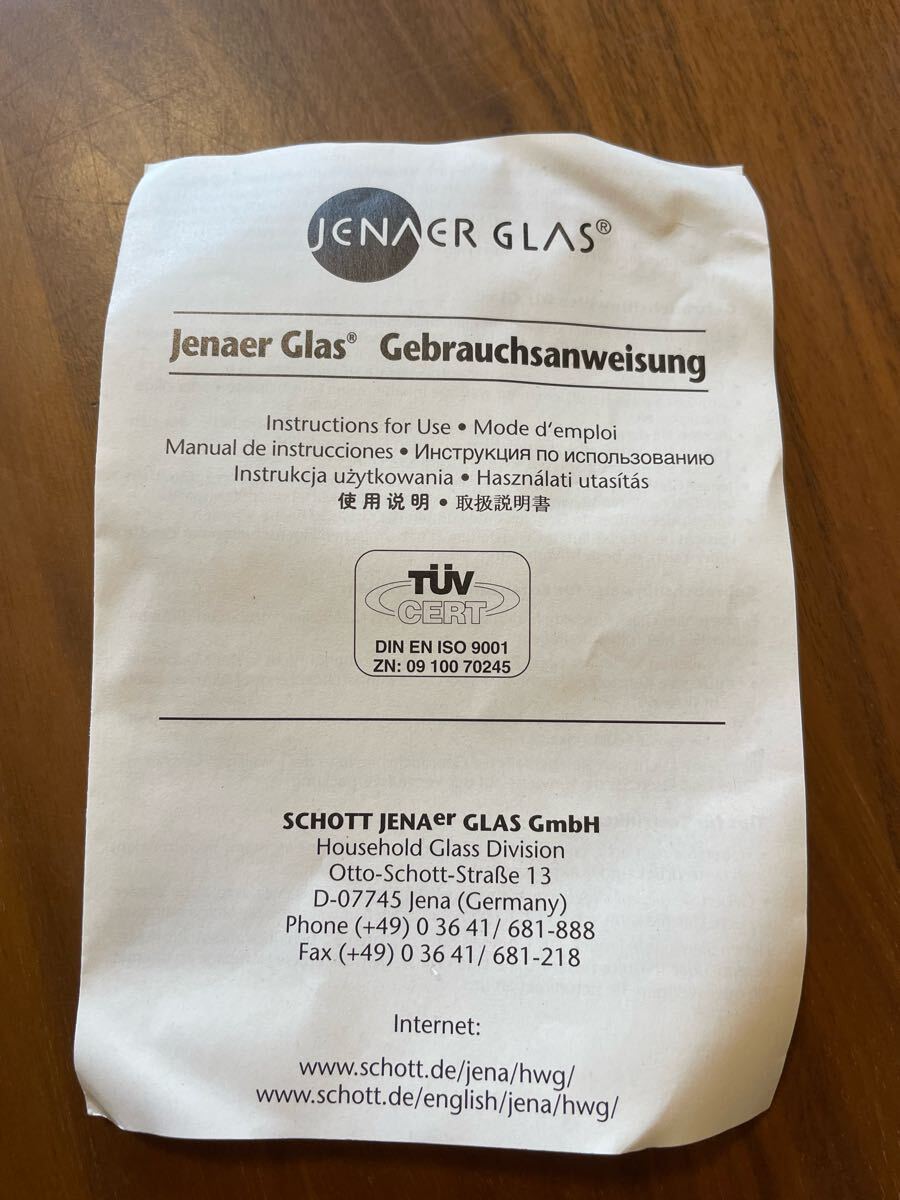 JENAER GLAS®
Jenaer Glas® Gebrauchsanweisung
Instructions for Use • Mode d'emploi
Manual de instrucciones • Инструкция по использованию
Instrukcja użytkowania • Használati utasítás
使用说明 • 取扱説明書
TÜV
CERT
DIN EN ISO 9001
ZN: 09 100 70245
SCHOTT JENAer GLAS GmbH
Household Glass Division
Otto-Schott-Straße 13
D-07745 Jena (Germany)
Phone (+49) 0 36 41/ 681-888
Fax (+49) 0 36 41/ 681-218
Internet:
www.schott.de/jena/hwg/
www.schott.de/english/jena/hwg/